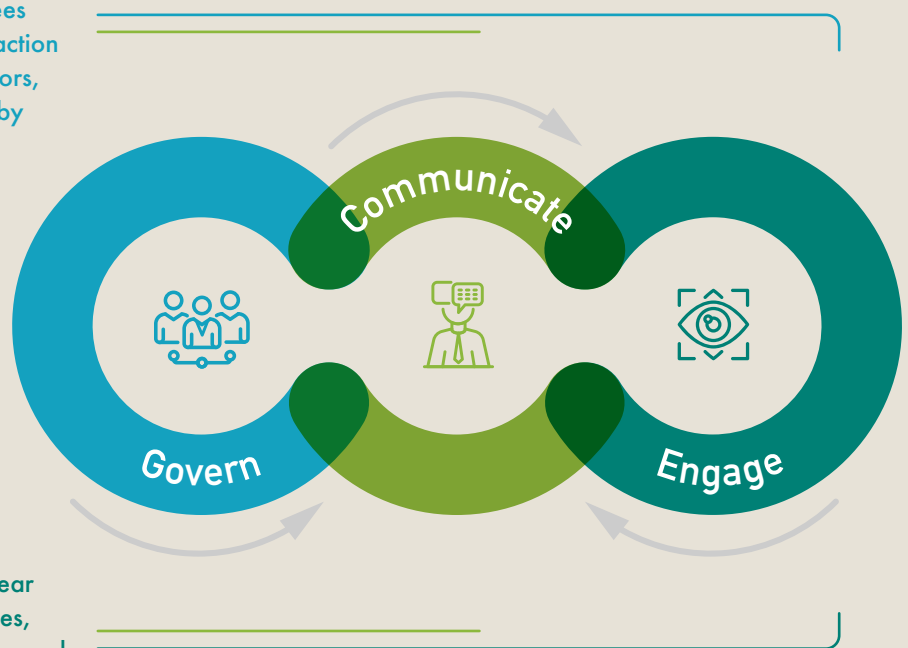 ees
action
ors,
by
Communicate
Govern
Engage
ear
es,